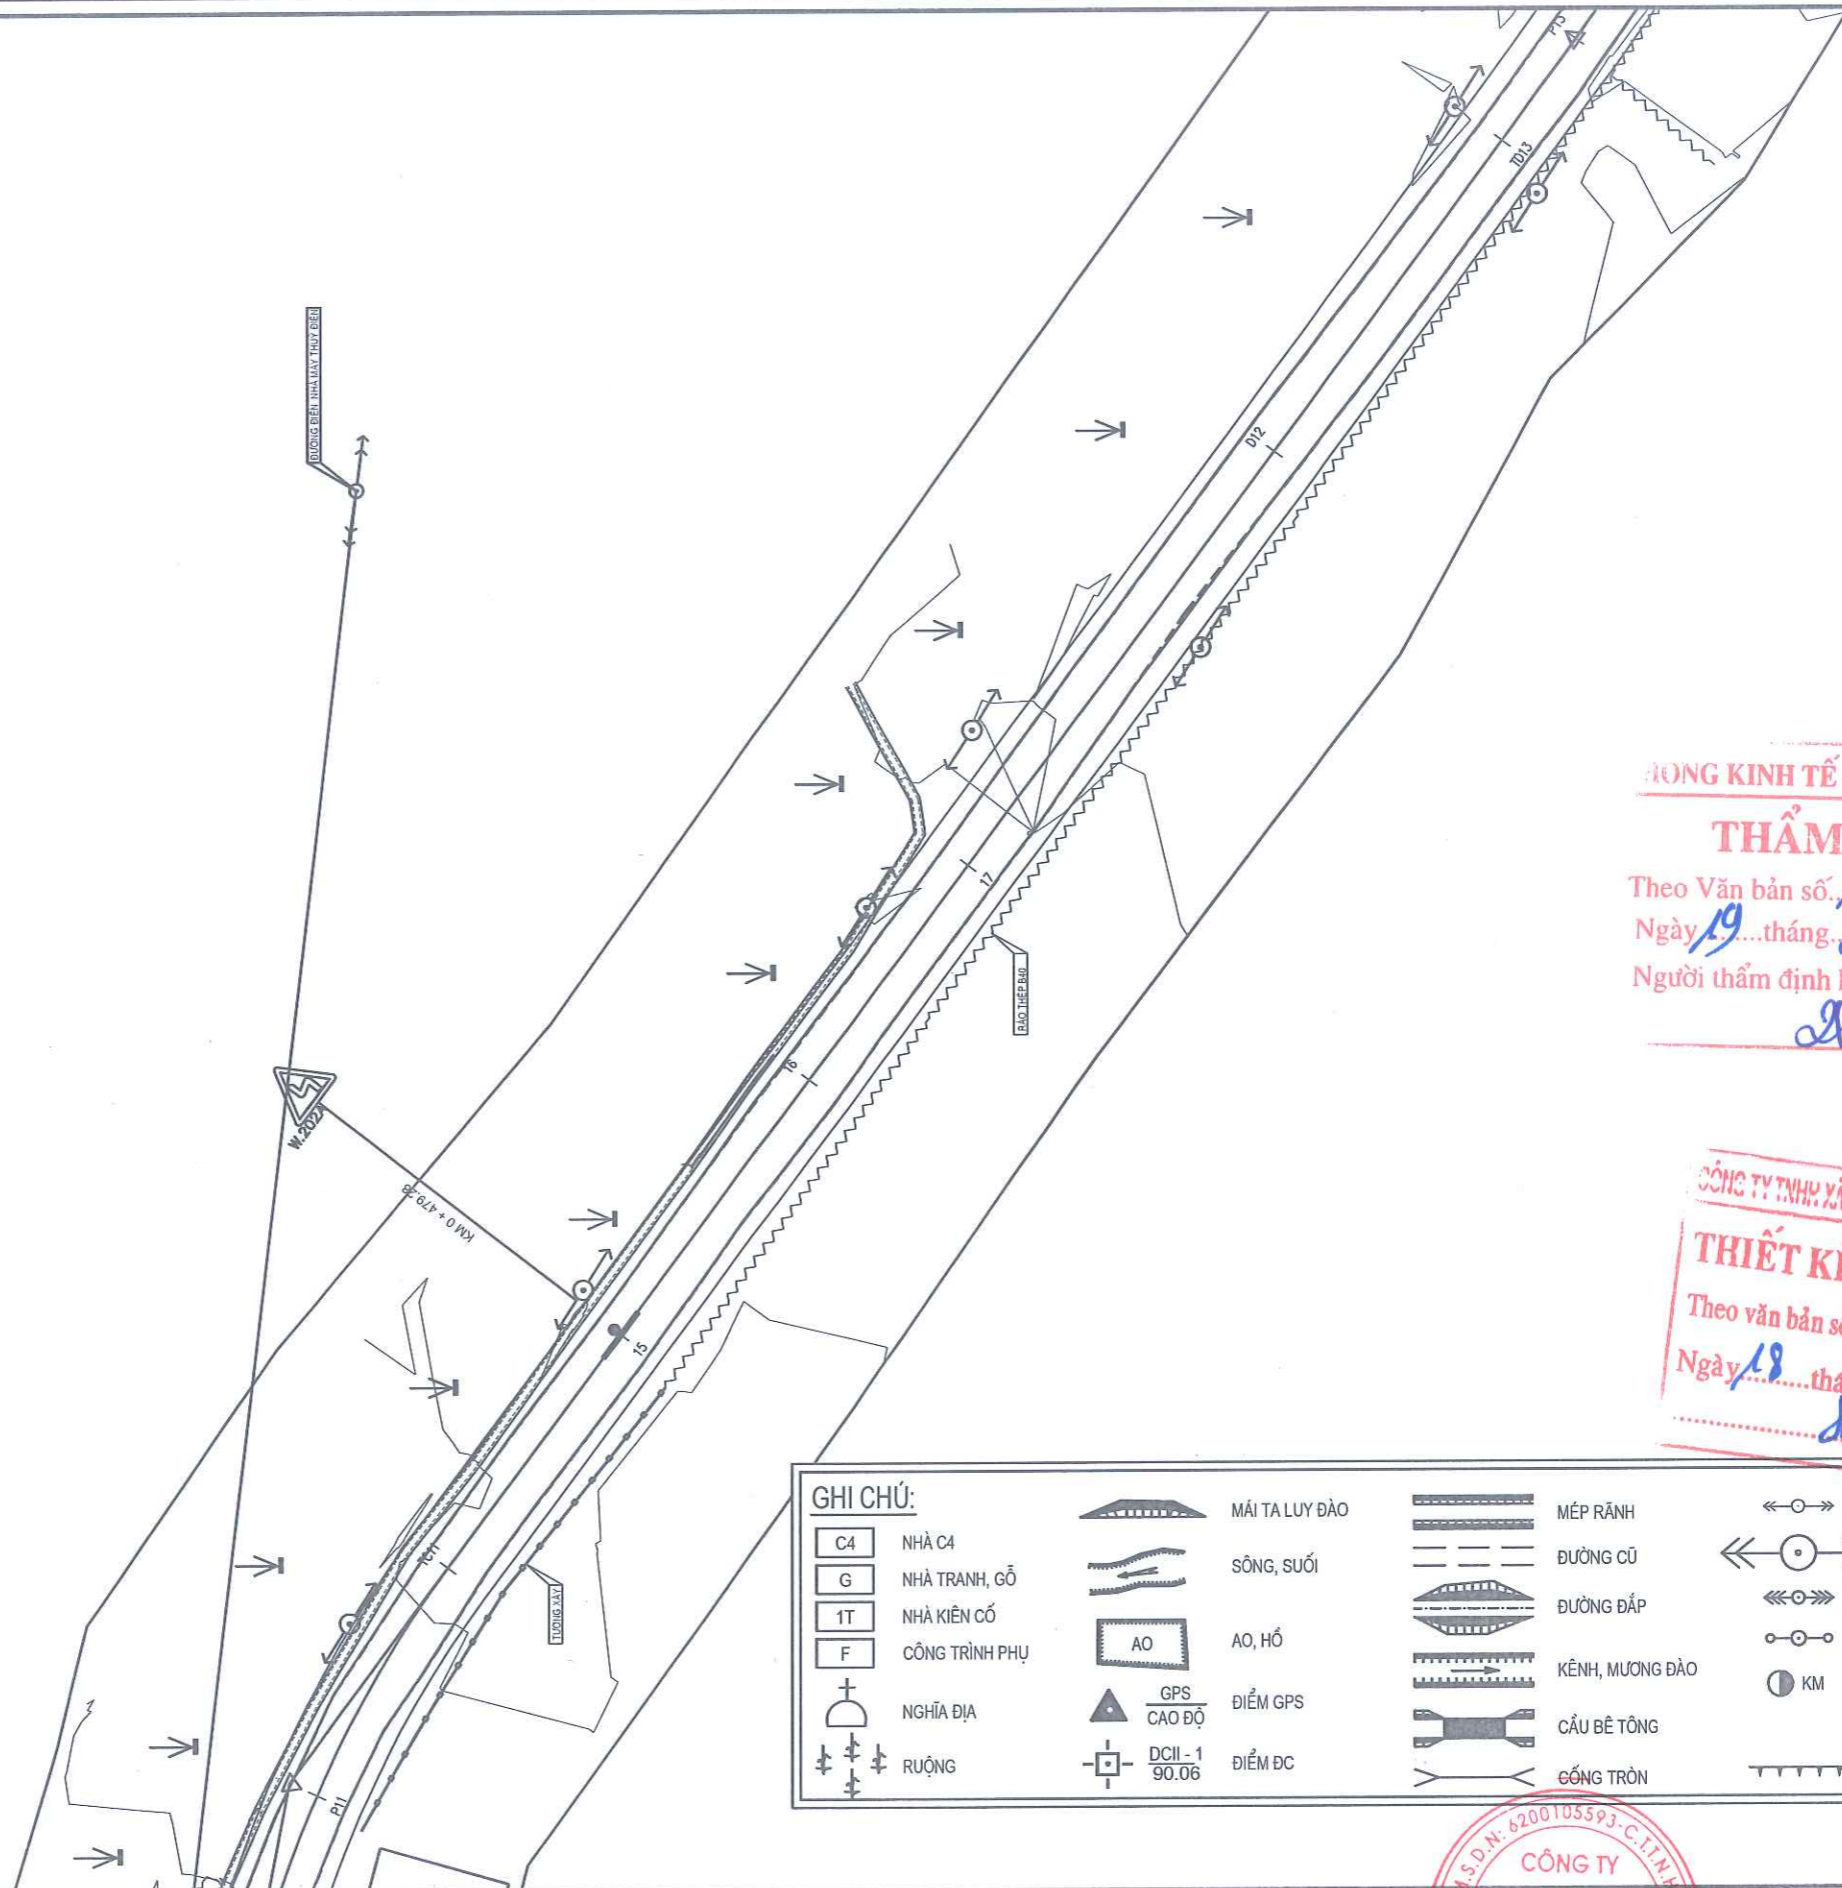 P13
TD13
ĐƯỜNG ĐIỆN NHÀ MÁY THUỶ ĐIỆN
D12
17
RÀO THÉP B40
16
W.202A
KM 0 + 479.28
15
TC11
TƯỜNG XÂY
P11
KINH TẾ
THẨM
Theo Văn bản số..
Ngày 19 ......tháng..
Người thẩm định
CÔNG TY TNHH
THIẾT
Theo văn bản
Ngày 18 ..........
GHI CHÚ:
C4 NHÀ C4
G NHÀ TRANH, GỖ
1T NHÀ KIÊN CỐ
F CÔNG TRÌNH PHỤ
NGHĨA ĐỊA
RUỘNG
MÁI TA LUY ĐÀO
SÔNG, SUỐI
AO AO, HỒ
GPS
CAO ĐỘ
ĐIỂM GPS
DCII - 1
90.06
ĐIỂM ĐC
MÉP RÃNH
ĐƯỜNG CŨ
ĐƯỜNG ĐẮP
KÊNH, MƯƠNG ĐÀO
CẦU BÊ TÔNG
CỐNG TRÒN
KM
M.S.D.N: 6200105593-C.T.T.N.H
CÔNG TY